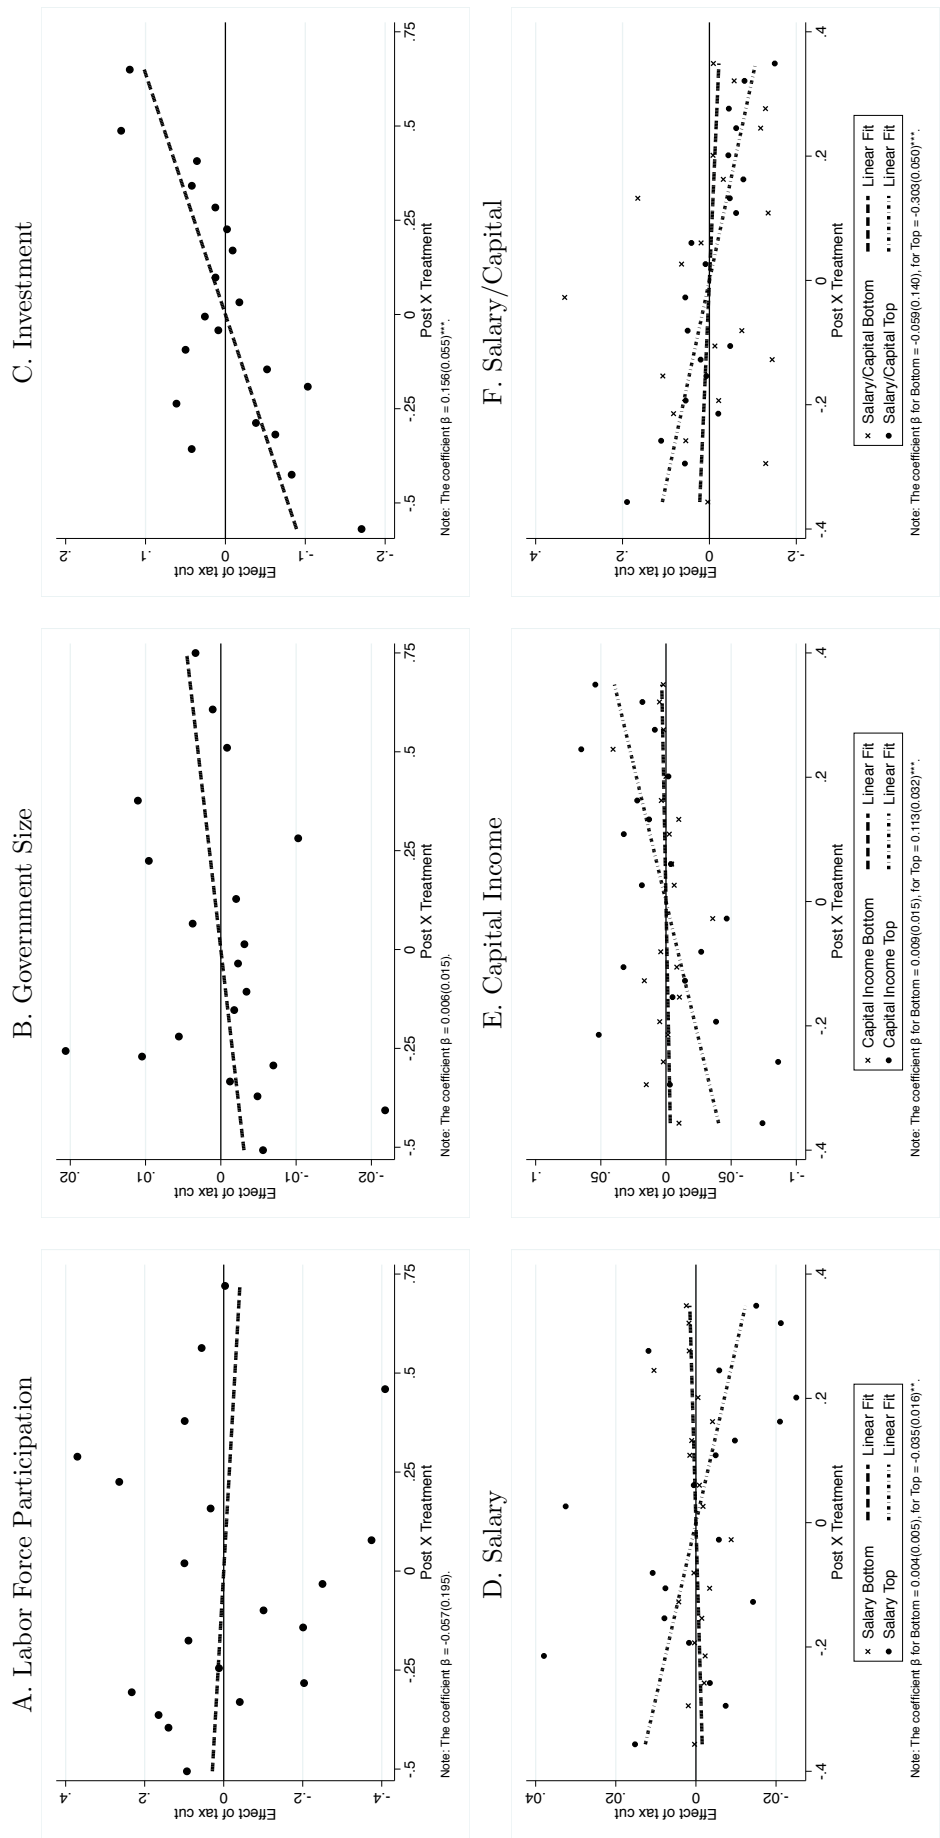 A. Labor Force Participation
Effect of tax cut
.4
.2
0
-.2
-.4
-.5
-.25
0
.25
.5
.75
Post X Treatment
Note: The coefficient β = -0.057(0.195).
B. Government Size
Effect of tax cut
.02
.01
0
-.01
-.02
-.5
-.25
0
.25
.5
.75
Post X Treatment
Note: The coefficient β = 0.006(0.015).
C. Investment
Effect of tax cut
.2
.1
0
-.1
-.2
-.5
-.25
0
.25
.5
.75
Post X Treatment
Note: The coefficient β = 0.156(0.055)***.
D. Salary
Effect of tax cut
.04
.02
0
-.02
-.4
-.2
0
.2
.4
Post X Treatment
× Salary Bottom Linear Fit
● Salary Top Linear Fit
Note: The coefficient β for Bottom = 0.004(0.005), for Top = -0.035(0.016)**.
E. Capital Income
Effect of tax cut
.1
.05
0
-.05
-.1
-.4
-.2
0
.2
.4
Post X Treatment
× Capital Income Bottom Linear Fit
● Capital Income Top Linear Fit
Note: The coefficient β for Bottom = 0.009(0.015), for Top = 0.113(0.032)***.
F. Salary/Capital
Effect of tax cut
.4
.2
0
-.2
-.4
-.2
0
.2
.4
Post X Treatment
× Salary/Capital Bottom Linear Fit
● Salary/Capital Top Linear Fit
Note: The coefficient β for Bottom = -0.059(0.140), for Top = -0.303(0.050)***.